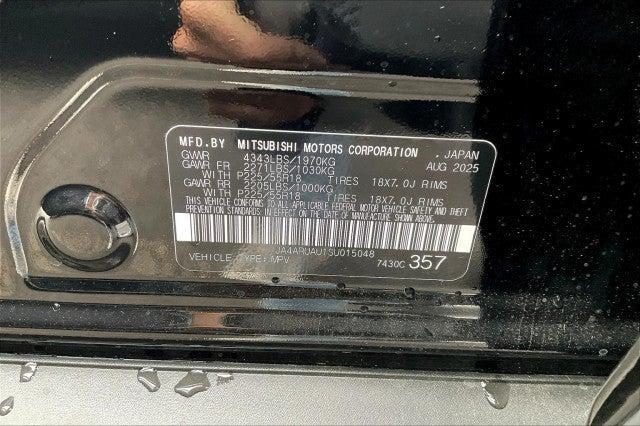 MFD.BY MITSUBISHI MOTORS CORPORATION , JAPAN
GVWR 4343LBS/1970KG AUG 2025
GAWR FR 2271LBS/1030KG
WITH P225/55R18 TIRES 18X7.0J RIMS
GAWR RR 2205LBS/1000KG
WITH P225/55R18 TIRES 18X7.0J RIMS
THIS VEHICLE CONFORMS TO ALL APPLICABLE FEDERAL MOTOR VEHICLE
SAFETY, BUMPER, AND THEFT
PREVENTION STANDARDS IN EFFECT ON THE DATE OF MANUFACTURE SHOWN ABOVE.
JA4ARUAU1SU015048
VEHICLE TYPE:MPV 7430C 357